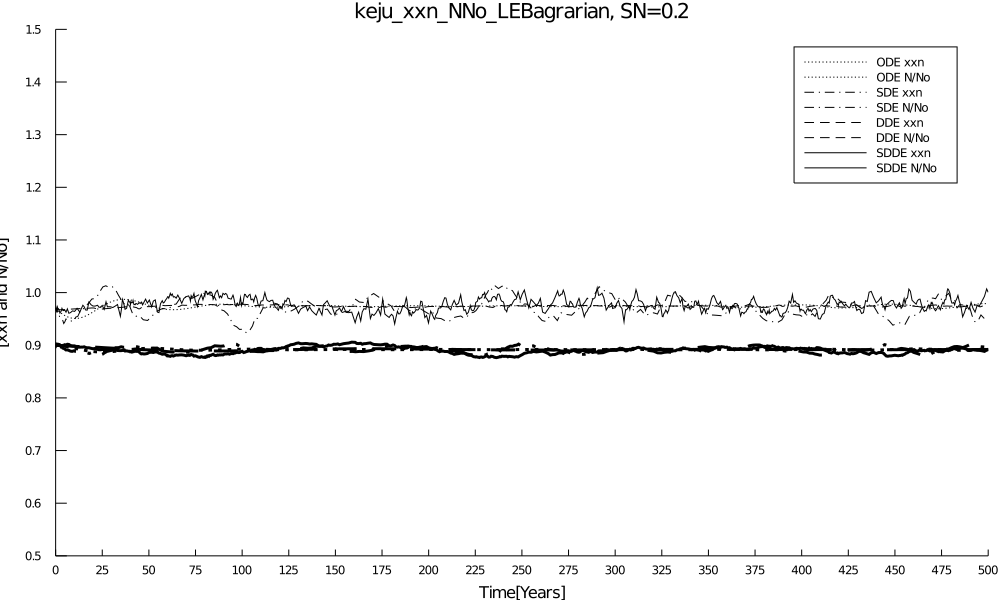 keju_xxn_NNo_LEBagrarian, SN=0.2
1.5
1.4
1.3
1.2
1.1
1.0
0.9
0.8
0.7
0.6
0.5
[xxn and N/No]
ODE xxn
ODE N/No
SDE xxn
SDE N/No
DDE xxn
DDE N/No
SDDE xxn
SDDE N/No
0 25 50 75 100 125 150 175 200 225 250 275 300 325 350 375 400 425 450 475 500
Time[Years]